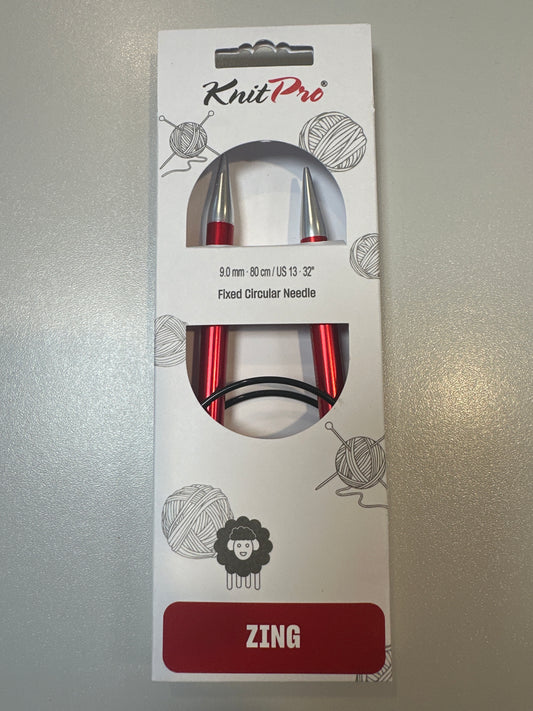 KnitPro®
9.0 mm · 80 cm / US 13 · 32"
Fixed Circular Needle
ZING